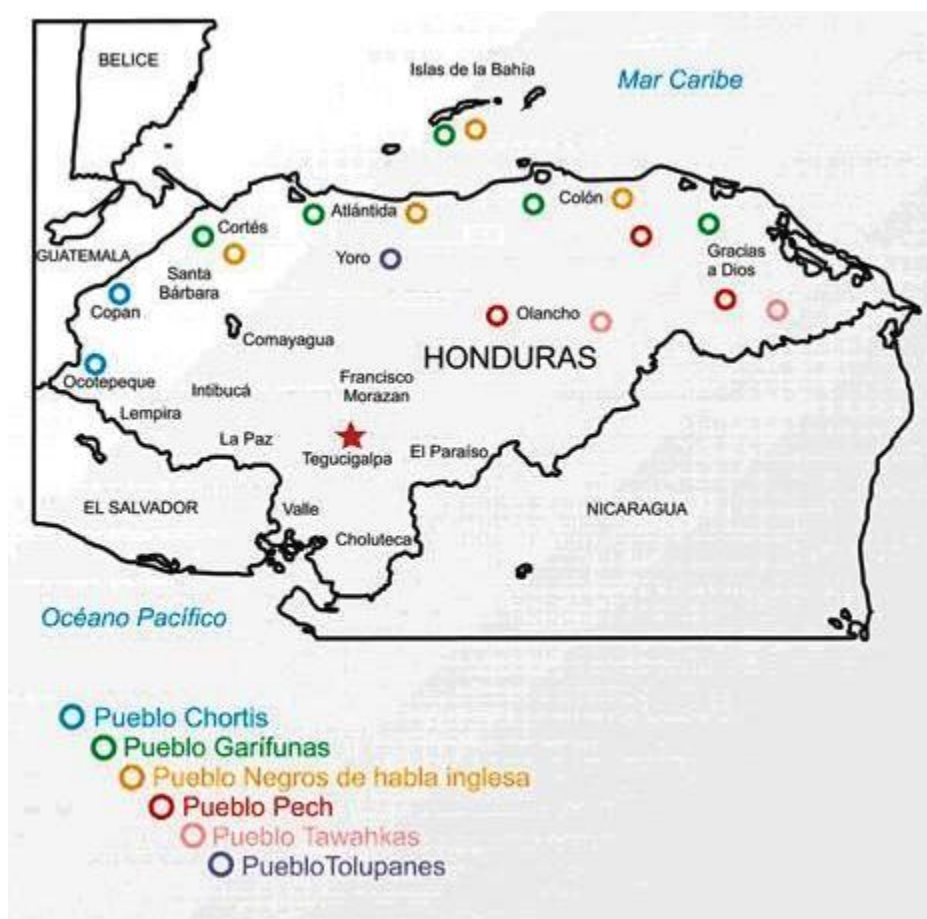 BELICE
Islas de la Bahía
Mar Caribe
Cortés
Atlántida
Colón
GUATEMALA
Yoro
Gracias
a Dios
Santa
Bárbara
Copan
Olancho
Comayagua
HONDURAS
Ocotepeque
Intibucá
Francisco
Morazan
Lempira
La Paz
Tegucigalpa
El Paraíso
EL SALVADOR
Valle
NICARAGUA
Choluteca
Océano Pacífico
Pueblo Chortis
Pueblo Garífunas
Pueblo Negros de habla inglesa
Pueblo Pech
Pueblo Tawahkas
PuebloTolupanes